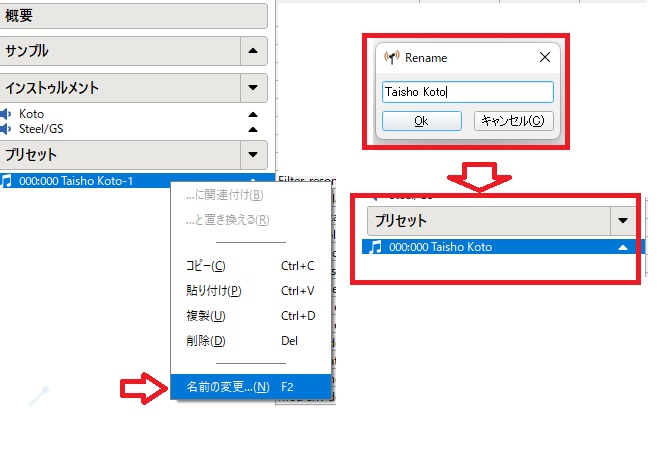 概要
サンプル
インストゥルメント
Koto
Steel/GS
プリセット
000:000 Taisho Koto-1
...に関連付け(B)
...と置き換える(R)
コピー(C) Ctrl+C
貼り付け(P) Ctrl+V
複製(U) Ctrl+D
削除(D) Del
名前の変更...(N) F2
Rename
Taisho Koto
Ok キャンセル(C)
プリセット
000:000 Taisho Koto